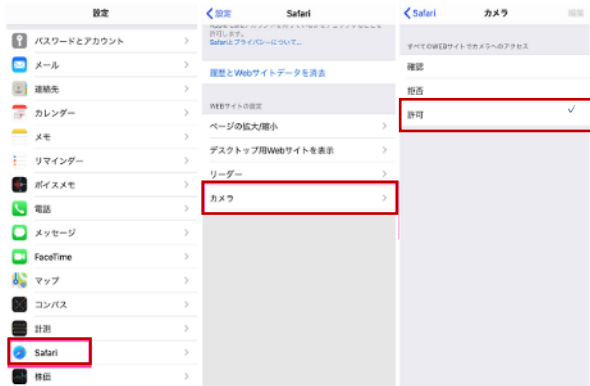 設定
パスワードとアカウント
メール
連絡先
カレンダー
メモ
リマインダー
ボイスメモ
電話
メッセージ
FaceTime
マップ
コンパス
計測
Safari
株価
設定
Safari
許可します。
Safariとプライバシーについて...
履歴とWebサイトデータを消去
WEBサイトの設定
ページの拡大/縮小
デスクトップ用Webサイトを表示
リーダー
カメラ
Safari
カメラ
編集
すべてのWEBサイトでカメラへのアクセス
確認
拒否
許可